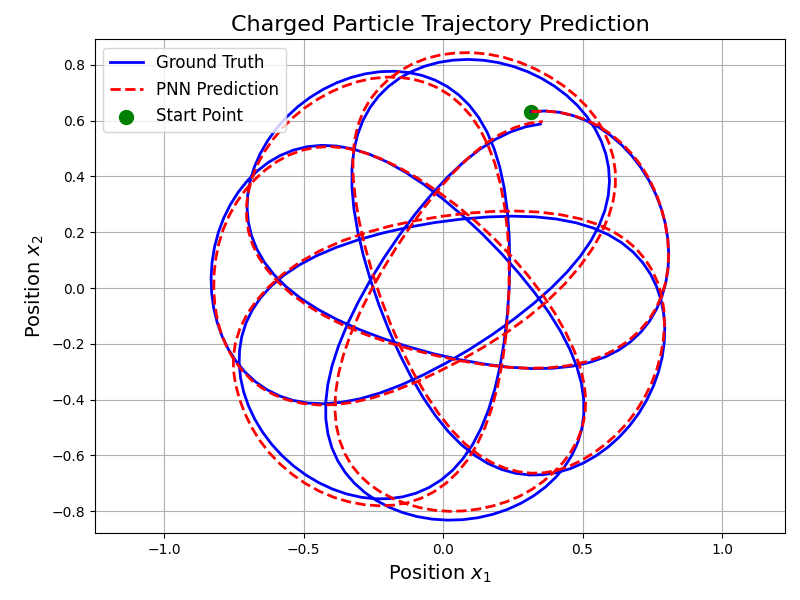 Charged Particle Trajectory Prediction
Ground Truth
PNN Prediction
Start Point
Position x₂
0.8
0.6
0.4
0.2
0.0
−0.2
−0.4
−0.6
−0.8
−1.0
−0.5
0.0
0.5
1.0
Position x₁